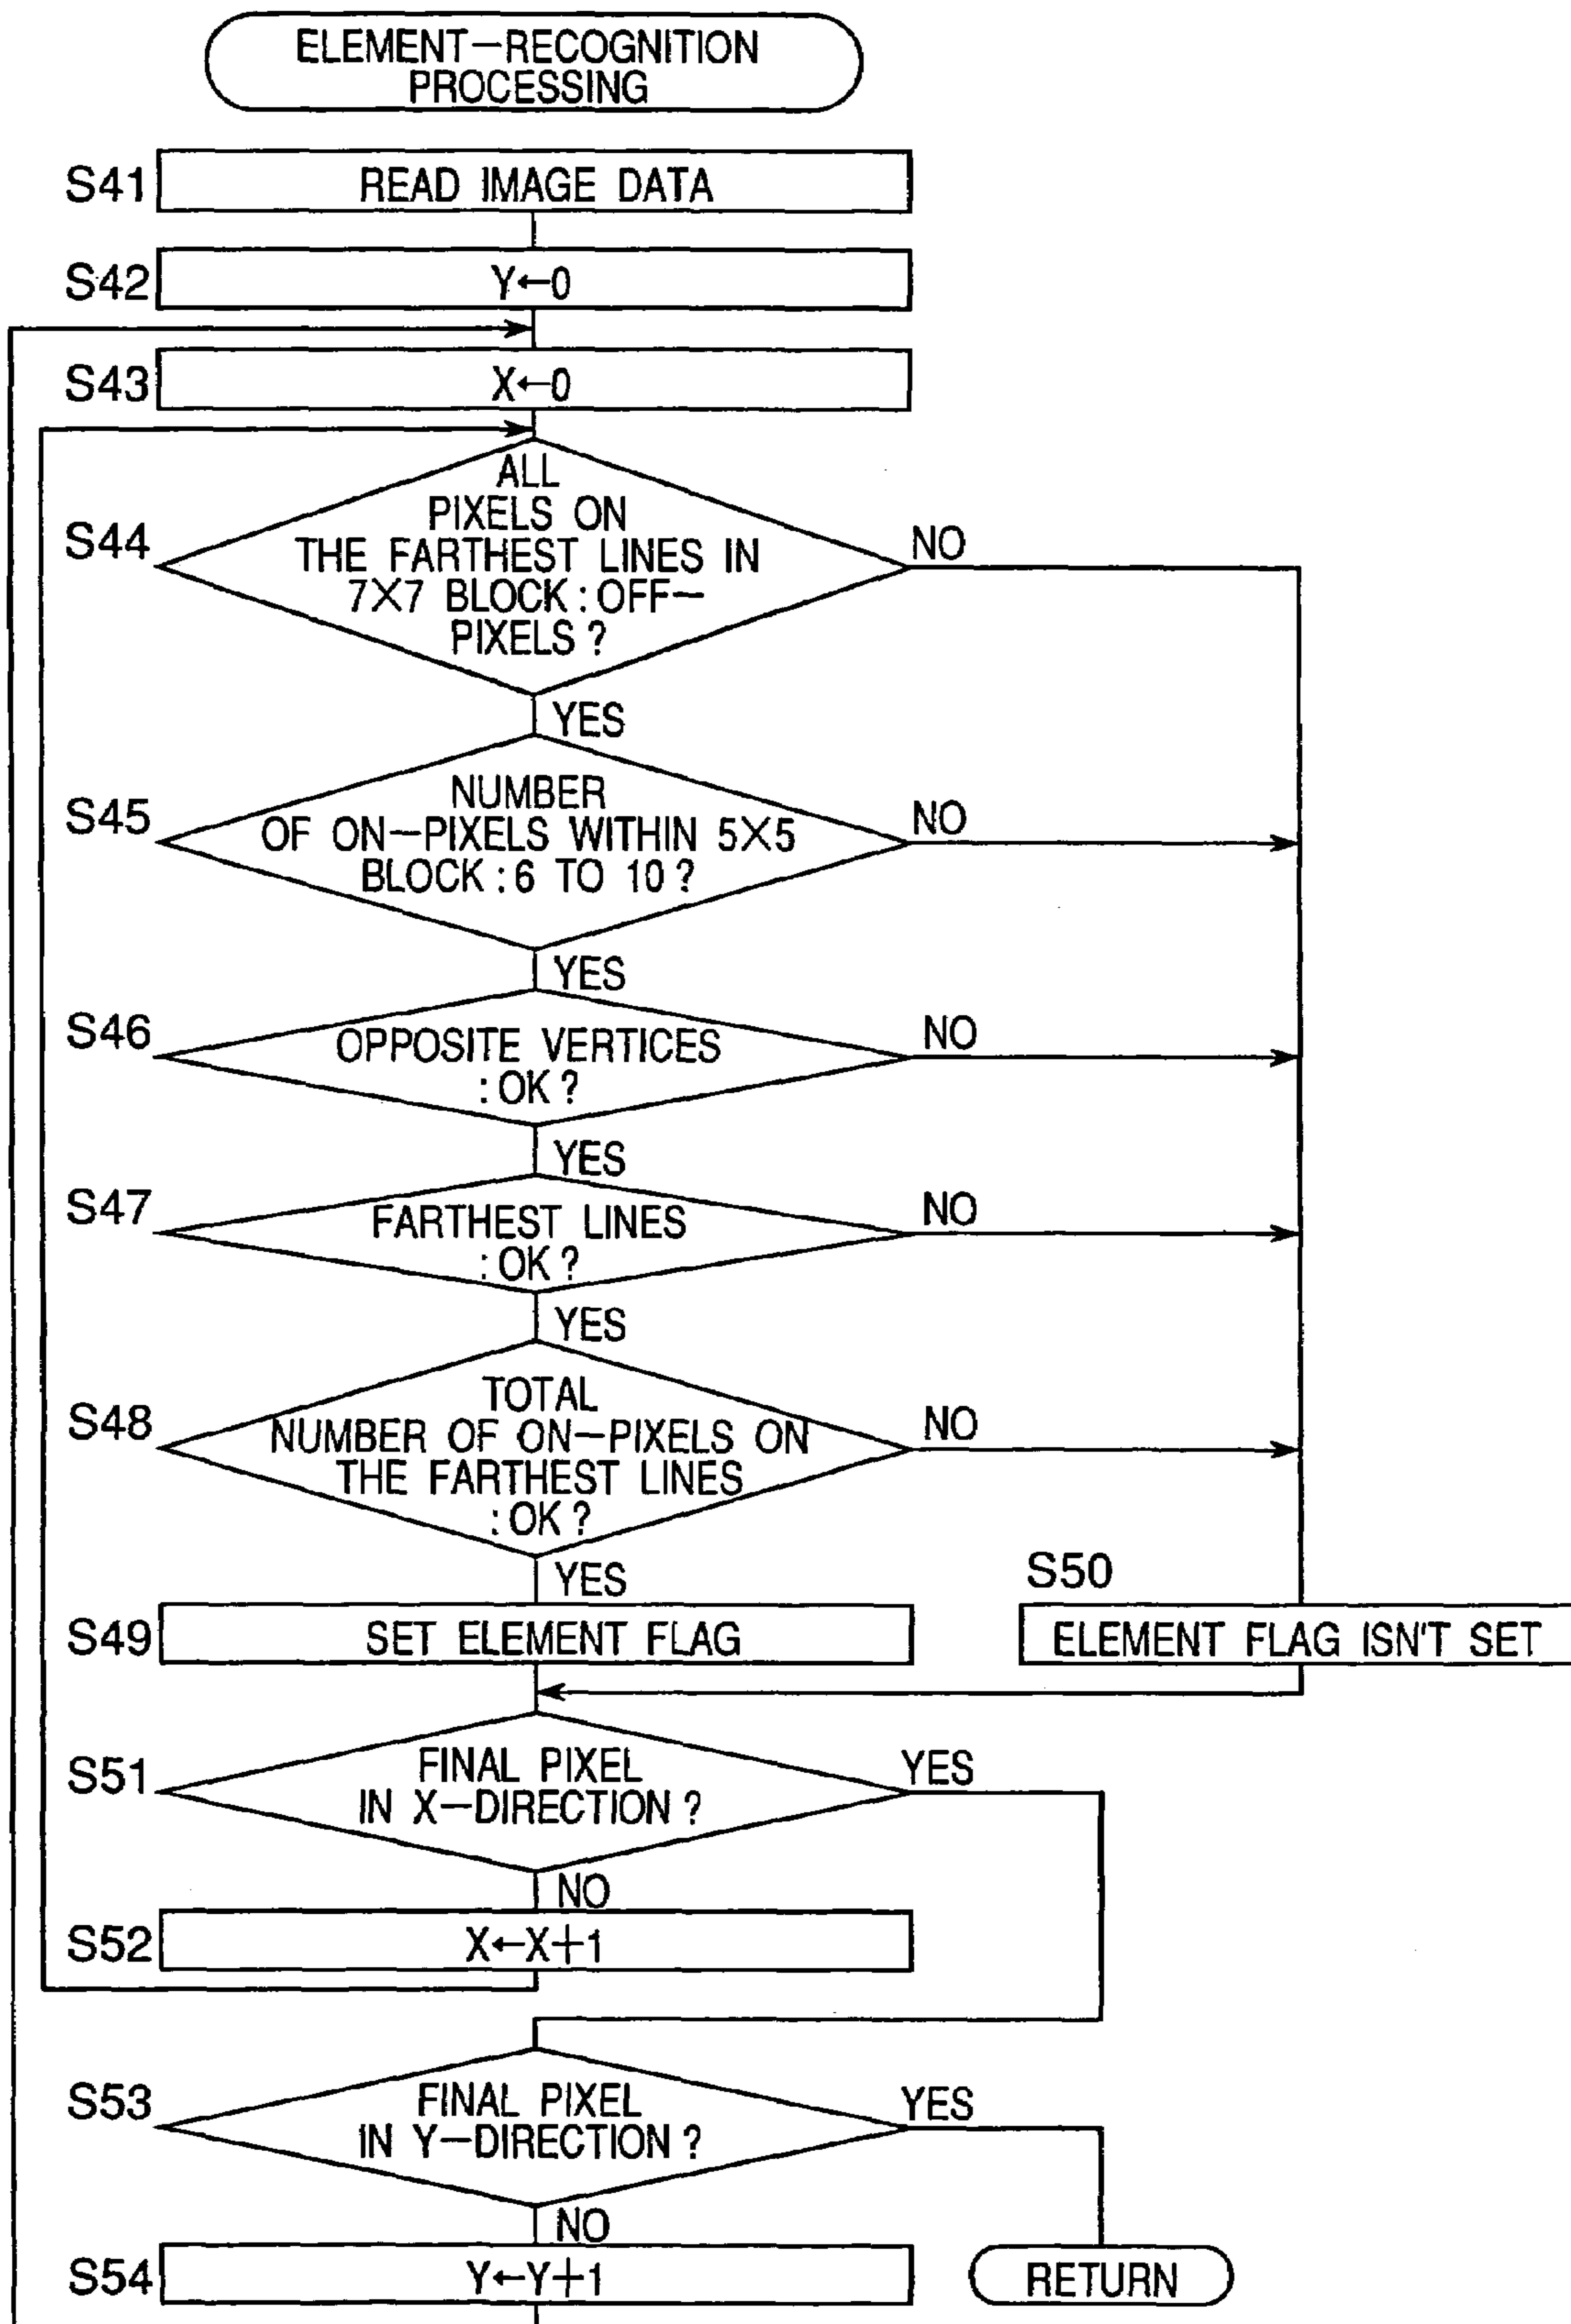 ELEMENT-RECOGNITION
PROCESSING
S41
READ IMAGE DATA
S42
Y←0
S43
X←0
S44
ALL
PIXELS ON
THE FARTHEST LINES IN
7X7 BLOCK:OFF-
PIXELS?
NO
YES
S45
NUMBER
OF ON-PIXELS WITHIN 5X5
BLOCK:6 TO 10?
NO
YES
S46
OPPOSITE VERTICES
:OK?
NO
YES
S47
FARTHEST LINES
:OK?
NO
YES
S48
TOTAL
NUMBER OF ON-PIXELS ON
THE FARTHEST LINES
:OK?
NO
YES
S49
SET ELEMENT FLAG
S50
ELEMENT FLAG ISN'T SET
S51
FINAL PIXEL
IN X-DIRECTION?
YES
NO
S52
X←X+1
S53
FINAL PIXEL
IN Y-DIRECTION?
YES
NO
S54
Y←Y+1
RETURN